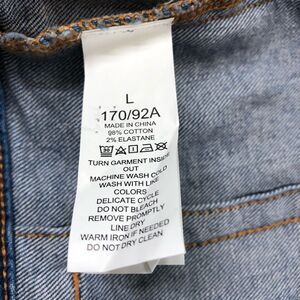 L
170/92A
MADE IN CHINA
98% COTTON
2% ELASTANE
TURN GARMENT INSIDE
OUT
MACHINE WASH COLD
WASH WITH LIKE
COLORS
DELICATE CYCLE
DO NOT BLEACH
REMOVE PROMPTLY
LINE DRY
WARM IRON IF NEEDED
DO NOT DRY CLEAN